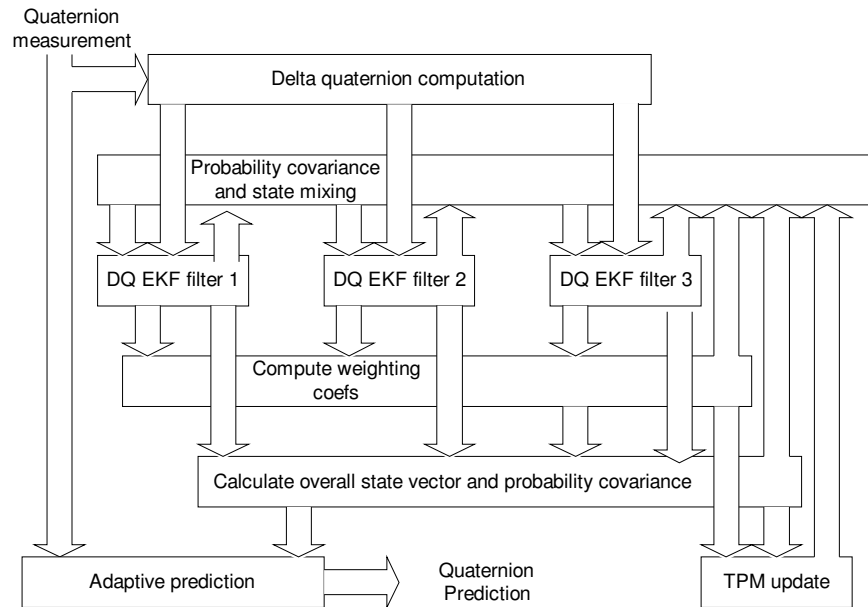 Quaternion
measurement
Delta quaternion computation
Probability covariance
and state mixing
DQ EKF filter 1
DQ EKF filter 2
DQ EKF filter 3
Compute weighting
coefs
Calculate overall state vector and probability covariance
Adaptive prediction
Quaternion
Prediction
TPM update